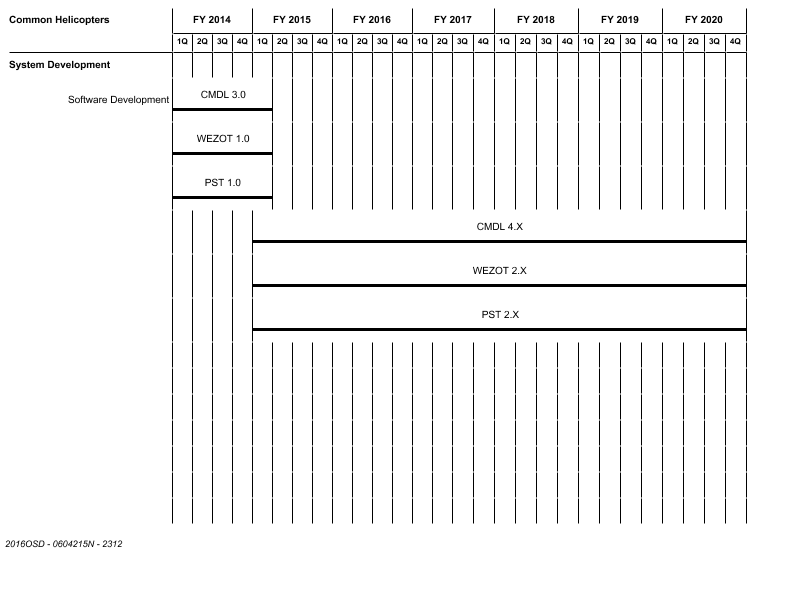 Common Helicopters FY 2014 FY 2015 FY 2016 FY 2017 FY 2018 FY 2019 FY 2020
1Q 2Q 3Q 4Q 1Q 2Q 3Q 4Q 1Q 2Q 3Q 4Q 1Q 2Q 3Q 4Q 1Q 2Q 3Q 4Q 1Q 2Q 3Q 4Q 1Q 2Q 3Q 4Q
System Development
Software Development CMDL 3.0
WEZOT 1.0
PST 1.0
CMDL 4.X
WEZOT 2.X
PST 2.X
2016OSD - 0604215N - 2312